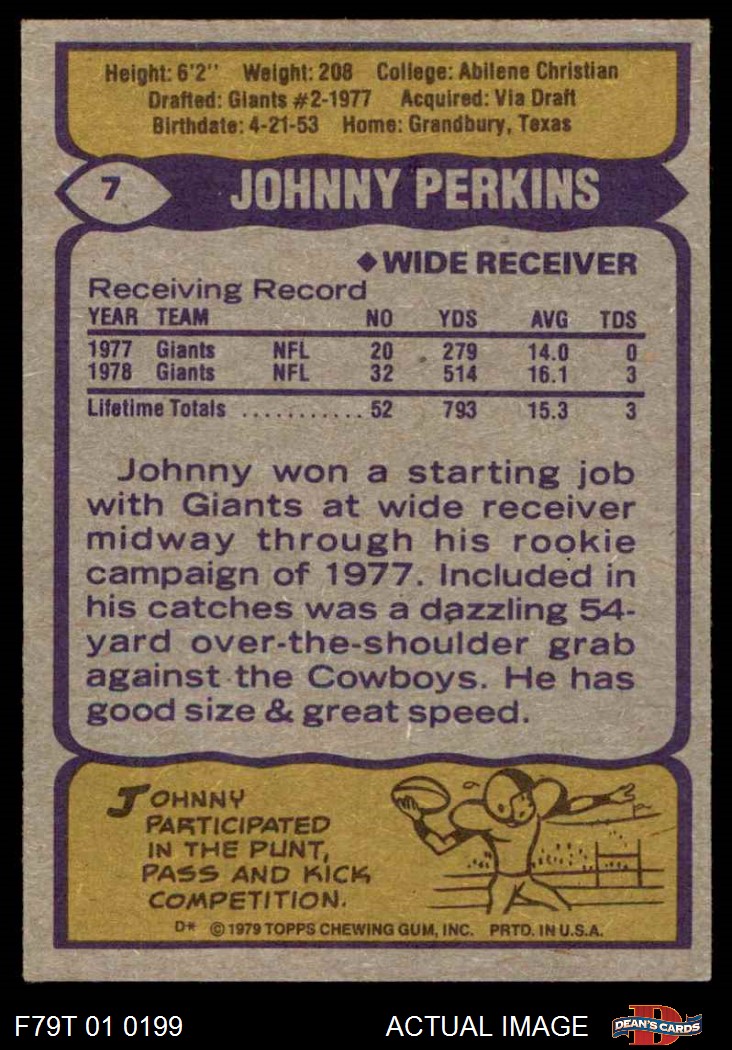 Height: 6'2" Weight: 208 College: Abilene Christian
Drafted: Giants #2-1977 Acquired: Via Draft
Birthdate: 4-21-53 Home: Grandbury, Texas
7 JOHNNY PERKINS
◆WIDE RECEIVER
Receiving Record
YEAR TEAM NO YDS AVG TDS
1977 Giants NFL 20 279 14.0 0
1978 Giants NFL 32 514 16.1 3
Lifetime Totals ............ 52 793 15.3 3
Johnny won a starting job
with Giants at wide receiver
midway through his rookie
campaign of 1977. Included in
his catches was a dazzling 54-
yard over-the-shoulder grab
against the Cowboys. He has
good size & great speed.
JOHNNY
PARTICIPATED
IN THE PUNT,
PASS AND KICK
COMPETITION.
D* © 1979 TOPPS CHEWING GUM, INC. PRTD. IN U.S.A.
F79T 01 0199 ACTUAL IMAGE D DEAN'S CARDS